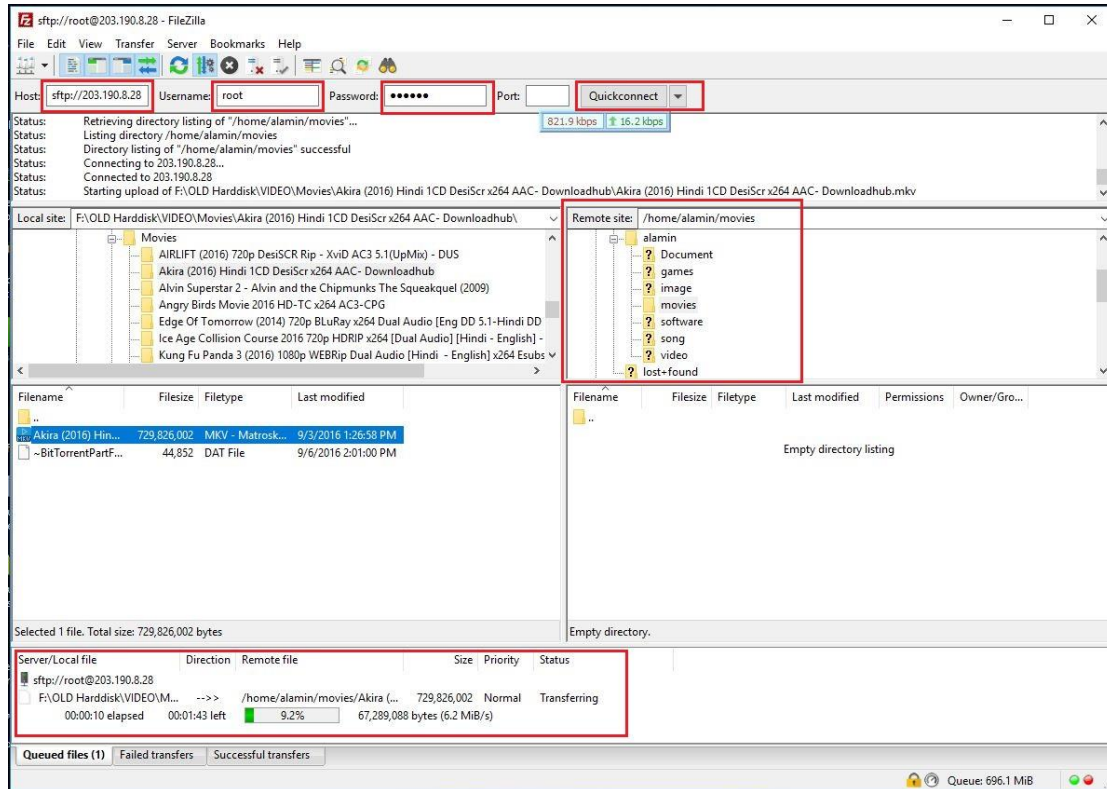 sftp://root@203.190.8.28 - FileZilla
File Edit View Transfer Server Bookmarks Help
Host: sftp://203.190.8.28 Username: root Password: •••••• Port: Quickconnect
821.9 kbps 16.2 kbps
Status: Retrieving directory listing of "/home/alamin/movies"...
Status: Listing directory /home/alamin/movies
Status: Directory listing of "/home/alamin/movies" successful
Status: Connecting to 203.190.8.28...
Status: Connected to 203.190.8.28
Status: Starting upload of F:\OLD Harddisk\VIDEO\Movies\Akira (2016) Hindi 1CD DesiScr x264 AAC- Downloadhub\Akira (2016) Hindi 1CD DesiScr x264 AAC- Downloadhub.mkv
Local site: F:\OLD Harddisk\VIDEO\Movies\Akira (2016) Hindi 1CD DesiScr x264 AAC- Downloadhub\
Movies
AIRLIFT (2016) 720p DesiSCR Rip - XviD AC3 5.1(UpMix) - DUS
Akira (2016) Hindi 1CD DesiScr x264 AAC- Downloadhub
Alvin Superstar 2 - Alvin and the Chipmunks The Squeakquel (2009)
Angry Birds Movie 2016 HD-TC x264 AC3-CPG
Edge Of Tomorrow (2014) 720p BLuRay x264 Dual Audio [Eng DD 5.1-Hindi DD
Ice Age Collision Course 2016 720p HDRIP x264 [Dual Audio] [Hindi - English] -
Kung Fu Panda 3 (2016) 1080p WEBRip Dual Audio [Hindi - English] x264 Esubs
Remote site: /home/alamin/movies
alamin
Document
games
image
movies
software
song
video
lost+found
Filename Filesize Filetype Last modified
..
Akira (2016) Hin... 729,826,002 MKV - Matrosk... 9/3/2016 1:26:58 PM
~BitTorrentPartF... 44,852 DAT File 9/6/2016 2:01:00 PM
Selected 1 file. Total size: 729,826,002 bytes
Filename Filesize Filetype Last modified Permissions Owner/Gro...
..
Empty directory listing
Empty directory.
Server/Local file Direction Remote file Size Priority Status
sftp://root@203.190.8.28
F:\OLD Harddisk\VIDEO\M... -->> /home/alamin/movies/Akira (... 729,826,002 Normal Transferring
00:00:10 elapsed 00:01:43 left 9.2% 67,289,088 bytes (6.2 MiB/s)
Queued files (1) Failed transfers Successful transfers
Queue: 696.1 MiB